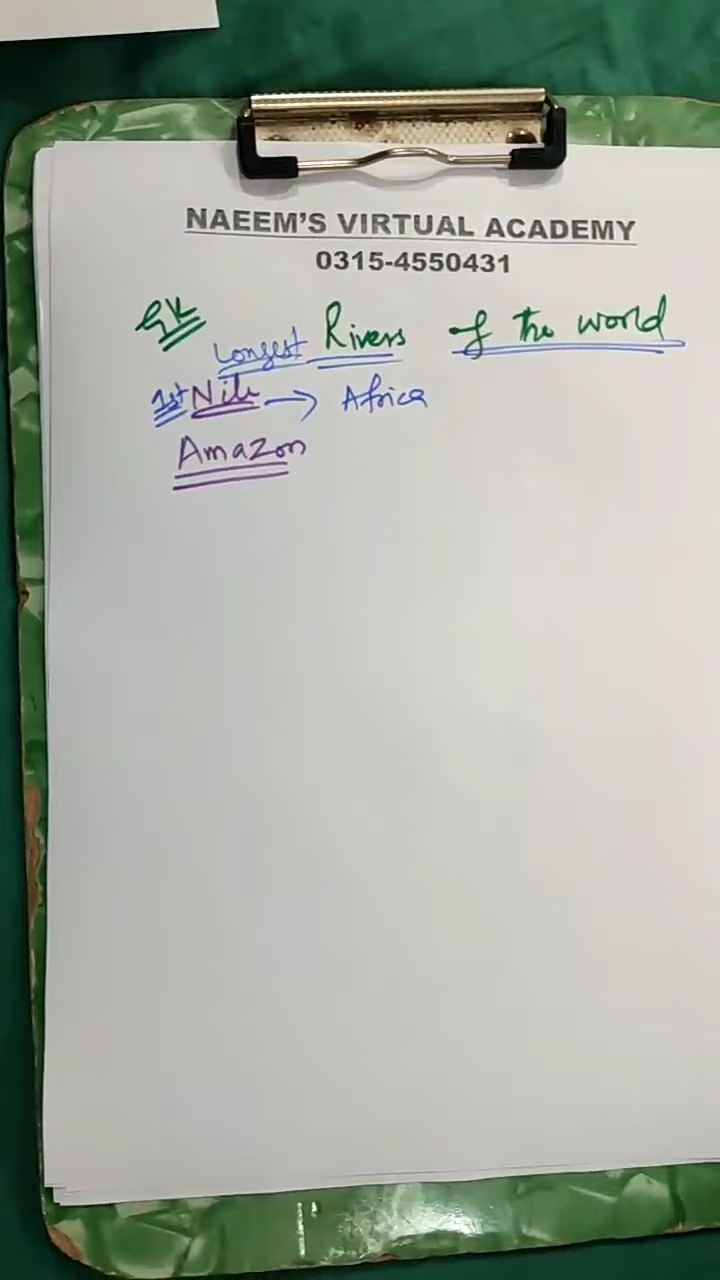 NAEEM'S VIRTUAL ACADEMY
0315-4550431
GK
Longest Rivers of the world
1st Nile → Africa
Amazon